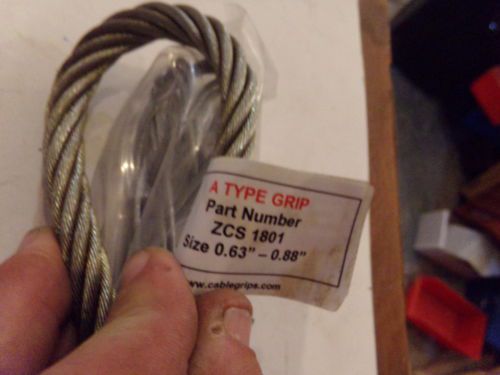 A TYPE GRIP
Part Number
ZCS 1801
Size 0.63" – 0.88"
www.cablegrips.com